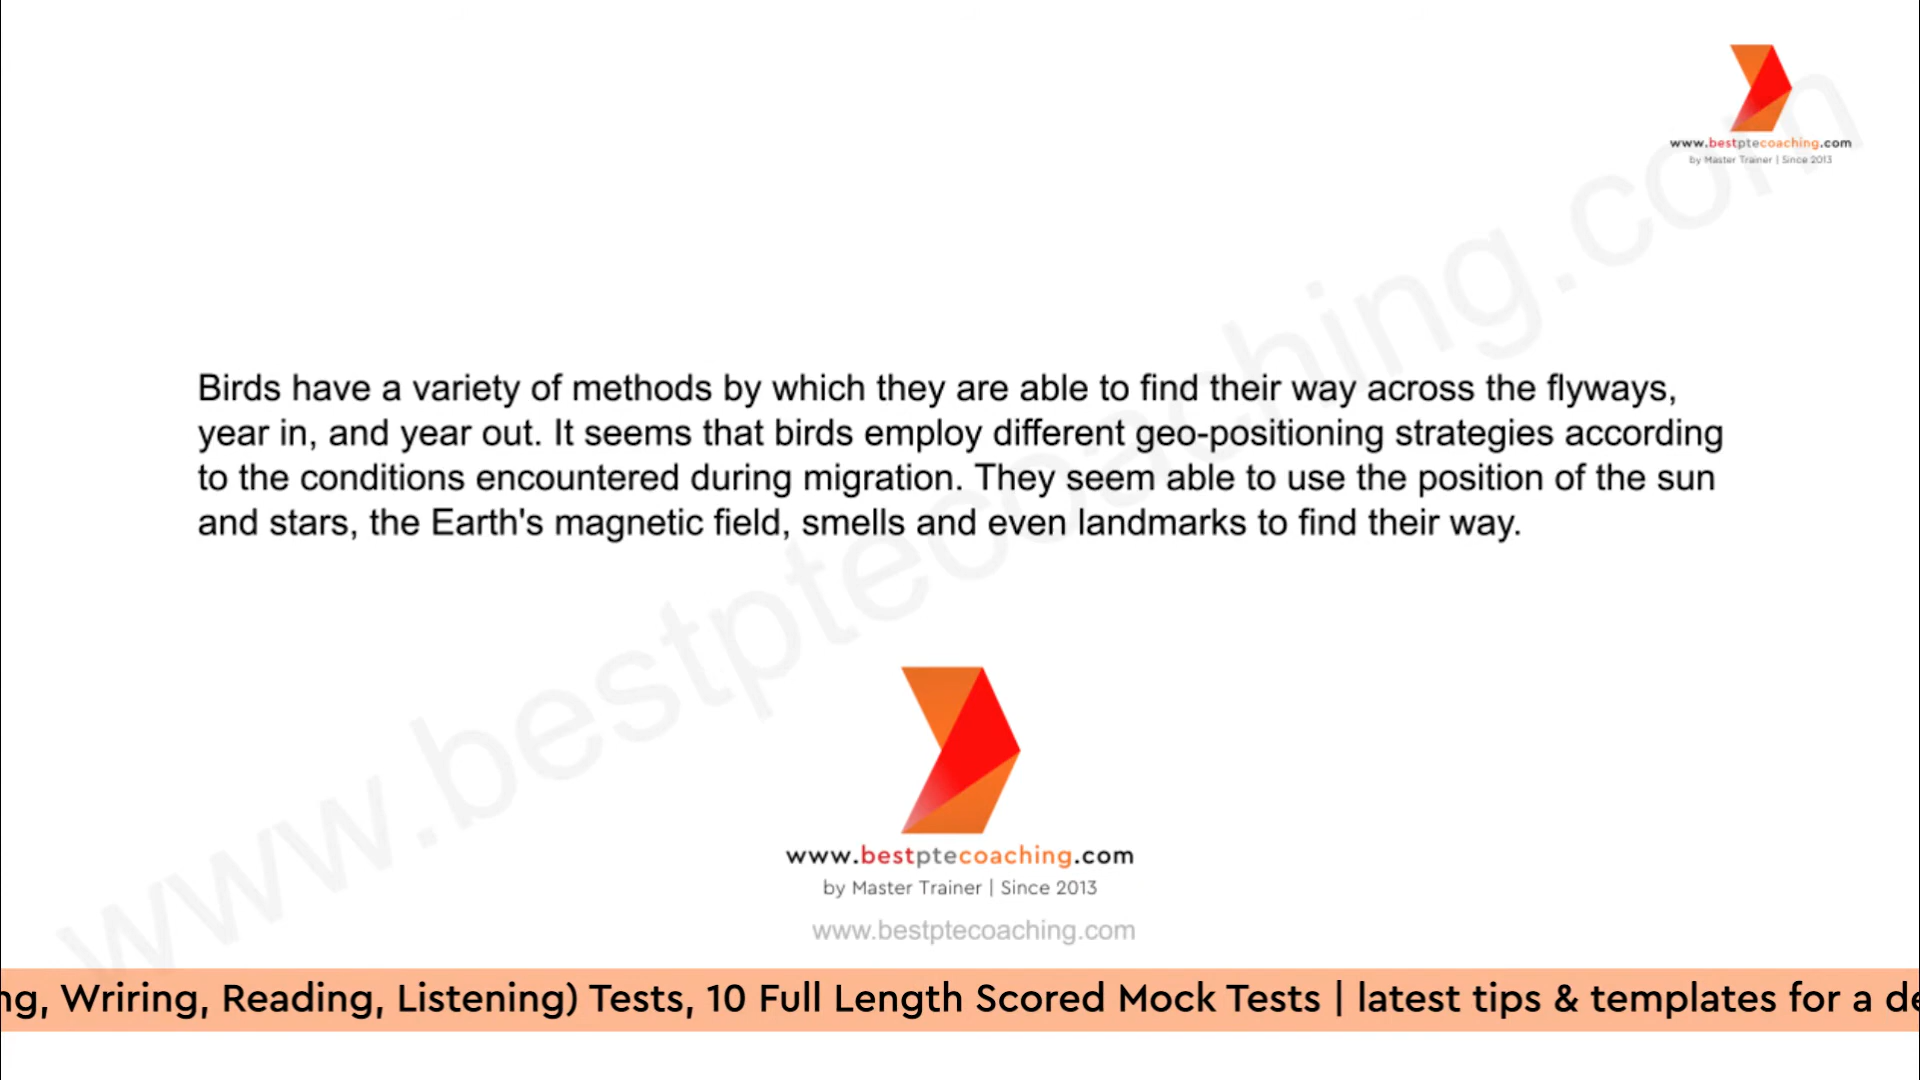 www.bestptecoaching.com
by Master Trainer | Since 2013
Birds have a variety of methods by which they are able to find their way across the flyways,
year in, and year out. It seems that birds employ different geo-positioning strategies according
to the conditions encountered during migration. They seem able to use the position of the sun
and stars, the Earth's magnetic field, smells and even landmarks to find their way.
www.bestptecoaching.com
www.bestptecoaching.com
by Master Trainer | Since 2013
www.bestptecoaching.com
ng, Wriring, Reading, Listening) Tests, 10 Full Length Scored Mock Tests | latest tips & templates for a de